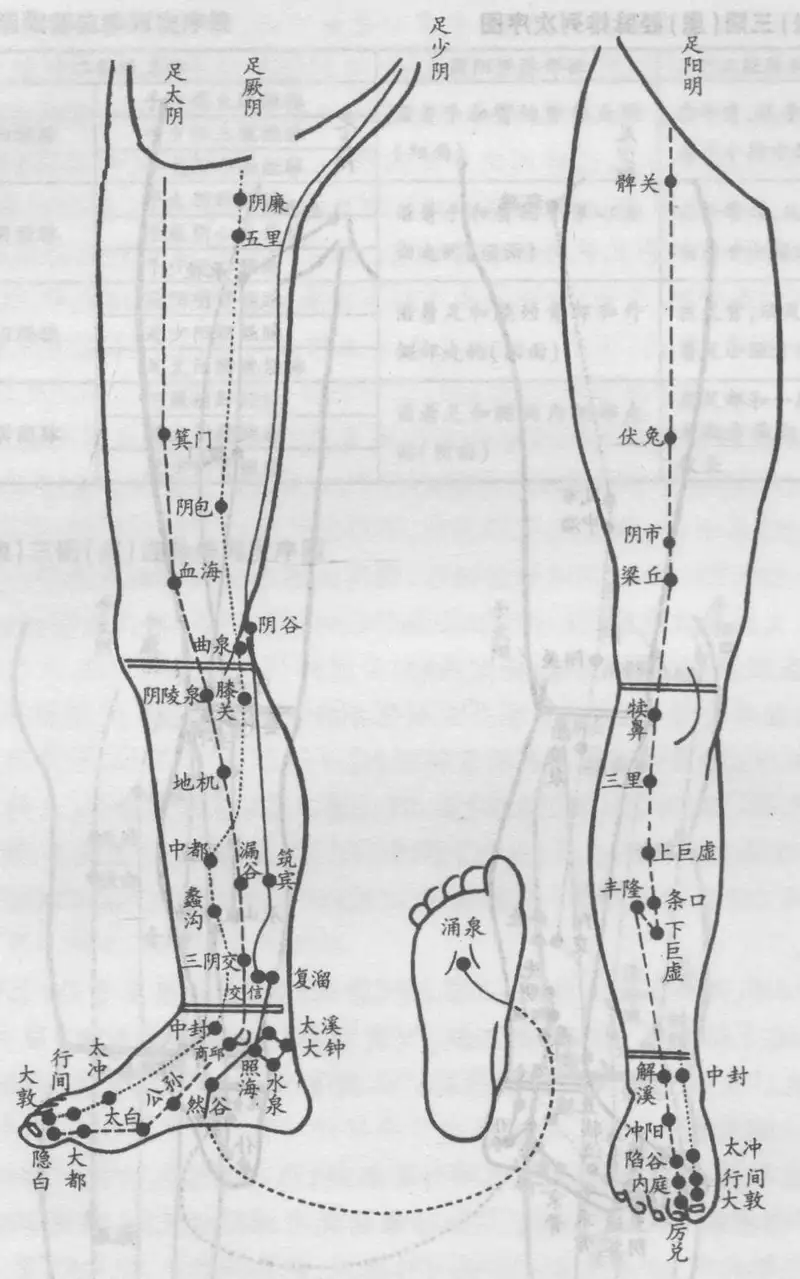 足太阴
足厥阴
足少阴
足阳明
阴廉
五里
箕门
阴包
血海
阴谷
曲泉
阴陵泉
膝关
地机
中都
漏谷
筑宾
蠡沟
三阴交
交信
复溜
中封
商邱
太溪
大钟
照海
水泉
然谷
公孙
太白
太冲
行间
大敦
隐白
大都
涌泉
髀关
伏兔
阴市
梁丘
犊鼻
三里
上巨虚
丰隆
条口
下巨虚
解溪
中封
冲阳
陷谷
内庭
太冲
行间
大敦
厉兑